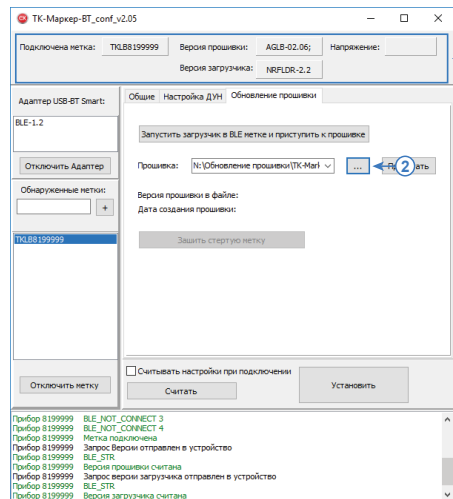 ТК-Маркер-BT_conf_v2.05
Подключена метка: TKLB8199999 Версия прошивки: AGLB-02.06; Напряжение:
Версия загрузчика: NRFLDR-2.2
Адаптер USB-BT Smart:
BLE-1.2
Отключить Адаптер
Обнаруженные метки:
+
TKLB8199999
Отключить метку
Общие Настройка ДУН Обновление прошивки
Запустить загрузчик в BLE метке и приступить к прошивке
Прошивка: N:\Обновление прошивки\TK-Mark ... 2
Версия прошивки в файле:
Дата создания прошивки:
Зашить стертую метку
Считывать настройки при подключении
Считать Установить
Прибор 8199999 BLE_NOT_CONNECT 3
Прибор 8199999 BLE_NOT_CONNECT 4
Прибор 8199999 Метка подключена
Прибор 8199999 Запрос Версии отправлен в устройство
Прибор 8199999 BLE_STR
Прибор 8199999 Версия прошивки считана
Прибор 8199999 Запрос версии загрузчика отправлен в устройство
Прибор 8199999 BLE_STR
Прибор 8199999 Версия загрузчика считана